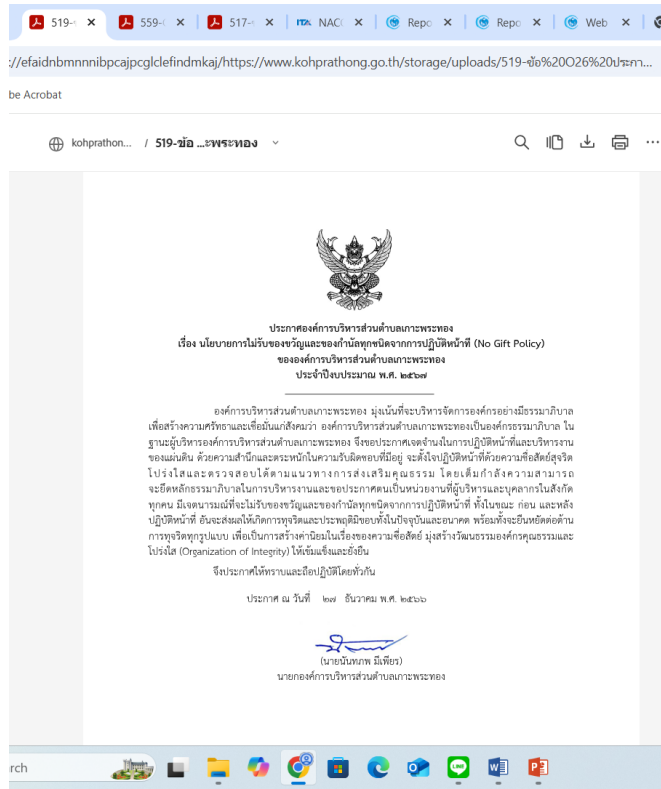 519-ข
559-(
517-ข
ITA NAC(
Repo
Repo
Web
://efaidnbmnnnibpcajpcglclefindmkaj/https://www.kohprathong.go.th/storage/uploads/519-ข้อ%20O26%20ประกา...
be Acrobat
kohprathon... / 519-ข้อ ...ะพระทอง
ประกาศองค์การบริหารส่วนตำบลเกาะพระทอง
เรื่อง นโยบายการไม่รับของขวัญและของกำนัลทุกชนิดจากการปฏิบัติหน้าที่ (No Gift Policy)
ขององค์การบริหารส่วนตำบลเกาะพระทอง
ประจำปีงบประมาณ พ.ศ. ๒๕๖๗
องค์การบริหารส่วนตำบลเกาะพระทอง มุ่งเน้นที่จะบริหารจัดการองค์กรอย่างมีธรรมาภิบาล
เพื่อสร้างความศรัทธาและเชื่อมั่นแก่สังคมว่า องค์การบริหารส่วนตำบลเกาะพระทองเป็นองค์กรธรรมาภิบาล ใน
ฐานะผู้บริหารองค์การบริหารส่วนตำบลเกาะพระทอง จึงขอประกาศเจตจำนงในการปฏิบัติหน้าที่และบริหารงาน
ของแผ่นดิน ด้วยความสำนึกและตระหนักในความรับผิดชอบที่มีอยู่ จะตั้งใจปฏิบัติหน้าที่ด้วยความซื่อสัตย์สุจริต
โปร่งใสและตรวจสอบได้ตามแนวทางการส่งเสริมคุณธรรม โดยเต็มกำลังความสามารถ
จะยึดหลักธรรมาภิบาลในการบริหารงานและขอประกาศตนเป็นหน่วยงานที่ผู้บริหารและบุคลากรในสังกัด
ทุกคน มีเจตนารมณ์ที่จะไม่รับของขวัญและของกำนัลทุกชนิดจากการปฏิบัติหน้าที่ ทั้งในขณะ ก่อน และหลัง
ปฏิบัติหน้าที่ อันจะส่งผลให้เกิดการทุจริตและประพฤติมิชอบทั้งในปัจจุบันและอนาคต พร้อมทั้งจะยืนหยัดต่อต้าน
การทุจริตทุกรูปแบบ เพื่อเป็นการสร้างค่านิยมในเรื่องของความซื่อสัตย์ มุ่งสร้างวัฒนธรรมองค์กรคุณธรรมและ
โปร่งใส (Organization of Integrity) ให้เข้มแข็งและยั่งยืน
จึงประกาศให้ทราบและถือปฏิบัติโดยทั่วกัน
ประกาศ ณ วันที่ ๒๗ ธันวาคม พ.ศ. ๒๕๖๖
(นายนันทภพ มีเพียร)
นายกองค์การบริหารส่วนตำบลเกาะพระทอง
rch